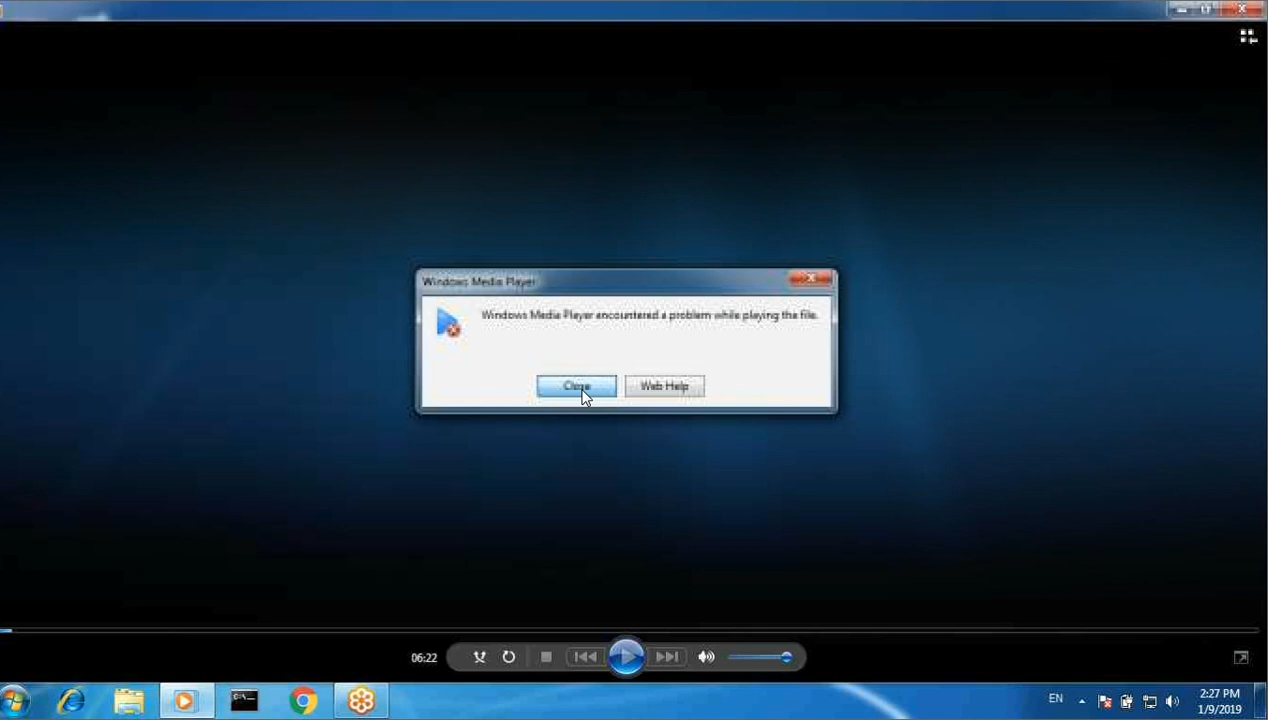 Windows Media Player
Windows Media Player encountered a problem while playing the file.
Close
Web Help
06:22
C:\_
EN
2:27 PM
1/9/2019